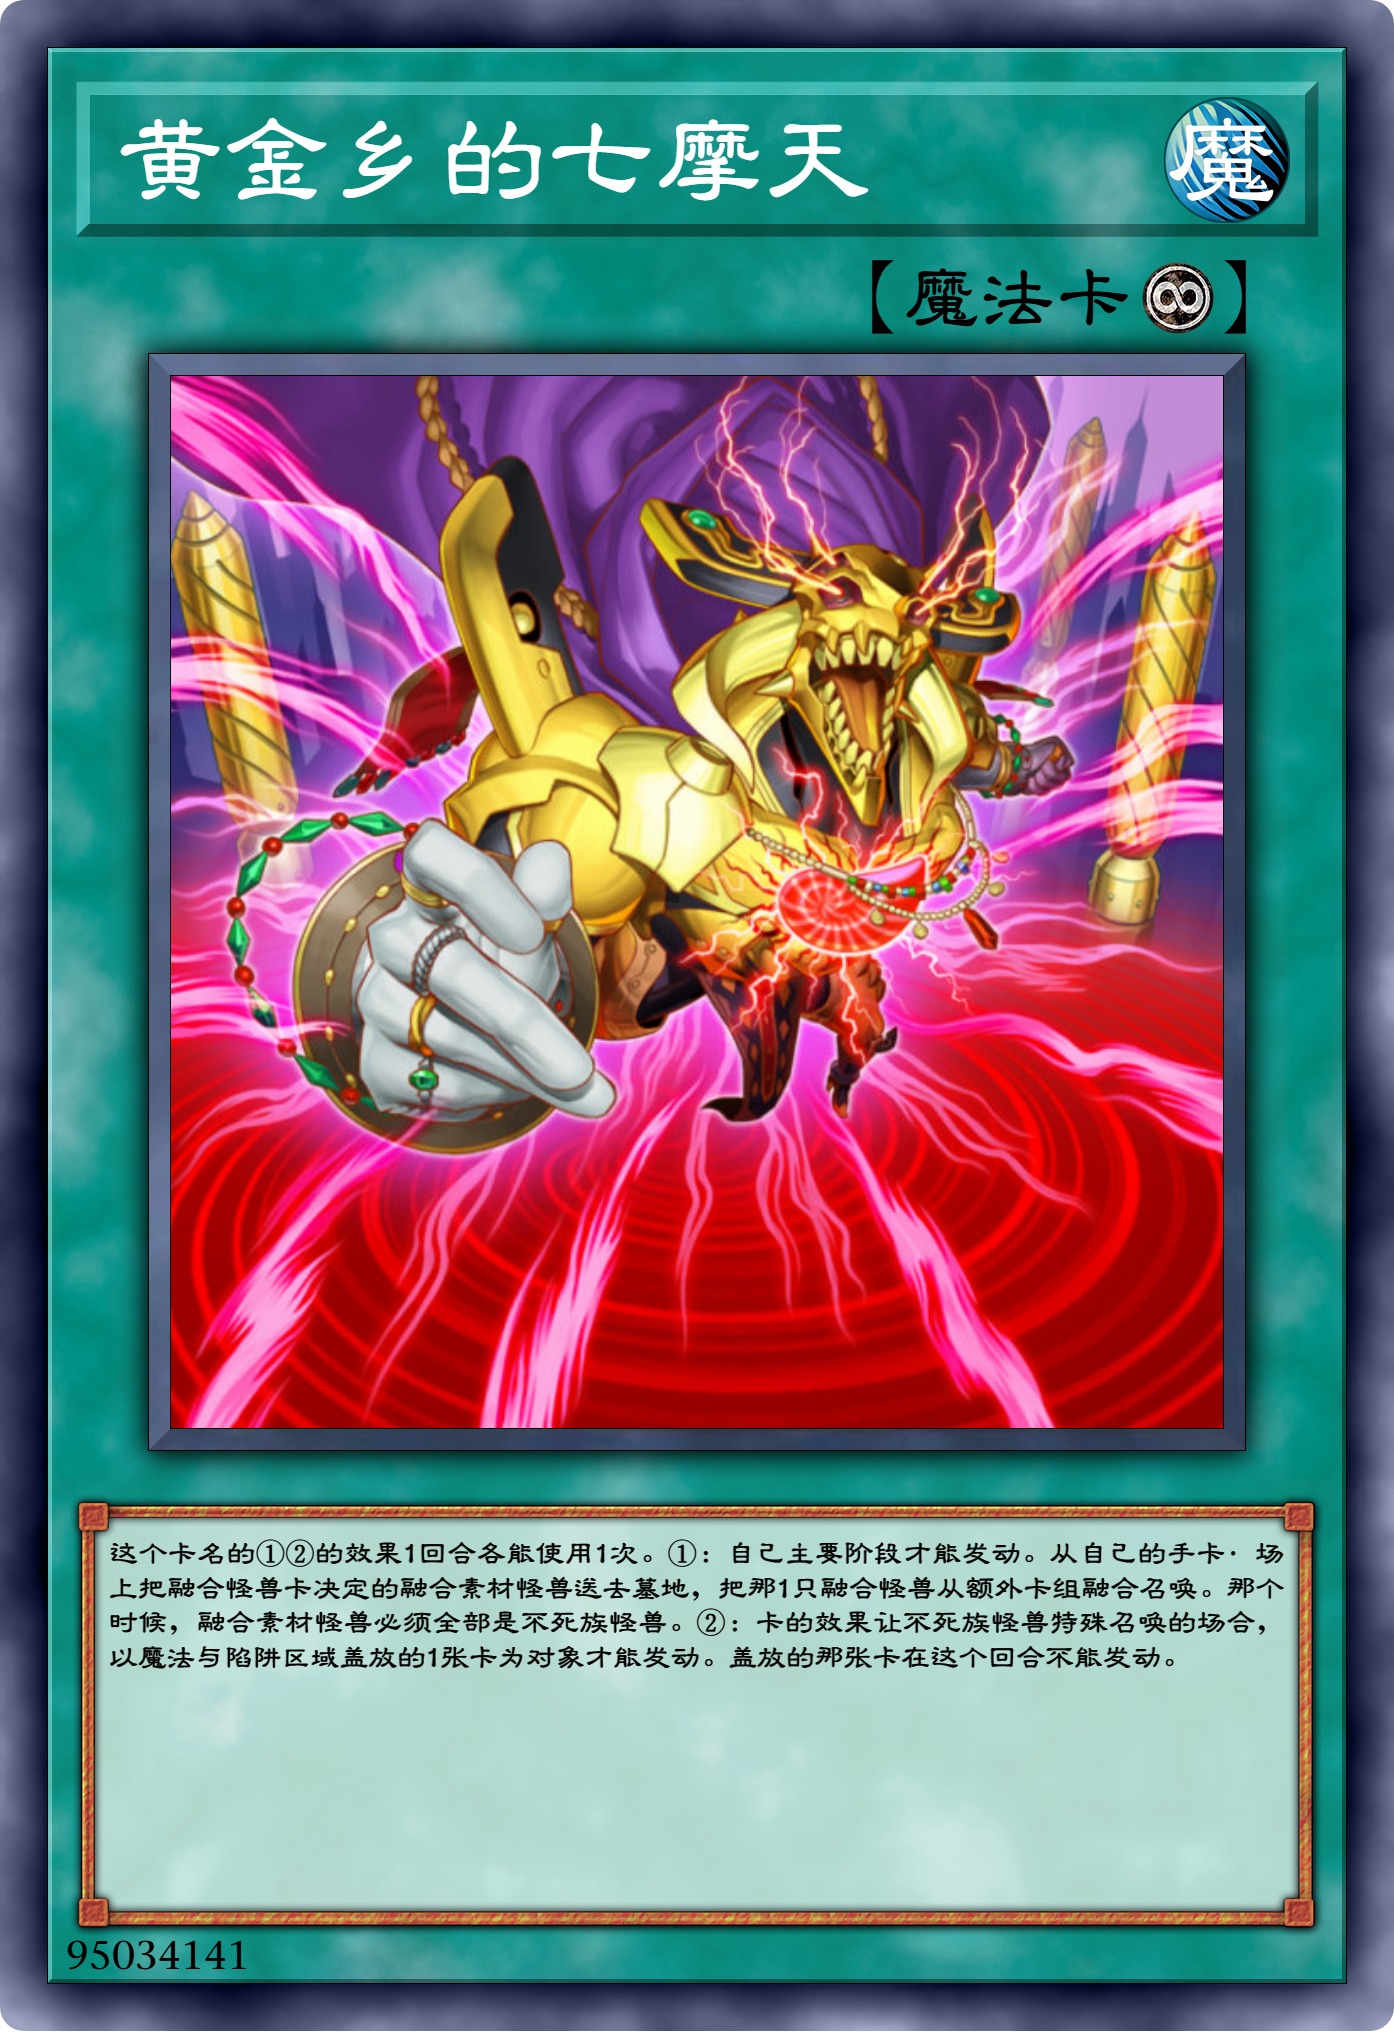 黄金乡的七摩天
魔
【魔法卡】
这个卡名的①②的效果1回合各能使用1次。①：自己主要阶段才能发动。从自己的手卡·场
上把融合怪兽卡决定的融合素材怪兽送去墓地，把那1只融合怪兽从额外卡组融合召唤。那个
时候，融合素材怪兽必须全部是不死族怪兽。②：卡的效果让不死族怪兽特殊召唤的场合，
以魔法与陷阱区域盖放的1张卡为对象才能发动。盖放的那张卡在这个回合不能发动。
95034141